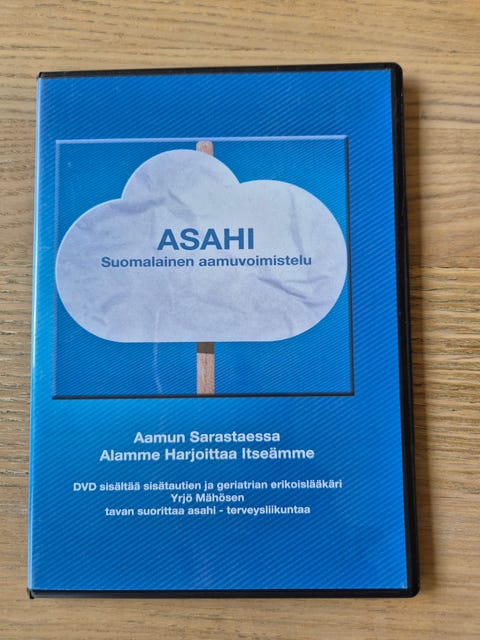 ASAHI
Suomalainen aamuvoimistelu
Aamun Sarastaessa
Alamme Harjoittaa Itseämme
DVD sisältää sisätautien ja geriatrian erikoislääkäri
Yrjö Mähösen
tavan suorittaa asahi - terveysliikuntaa